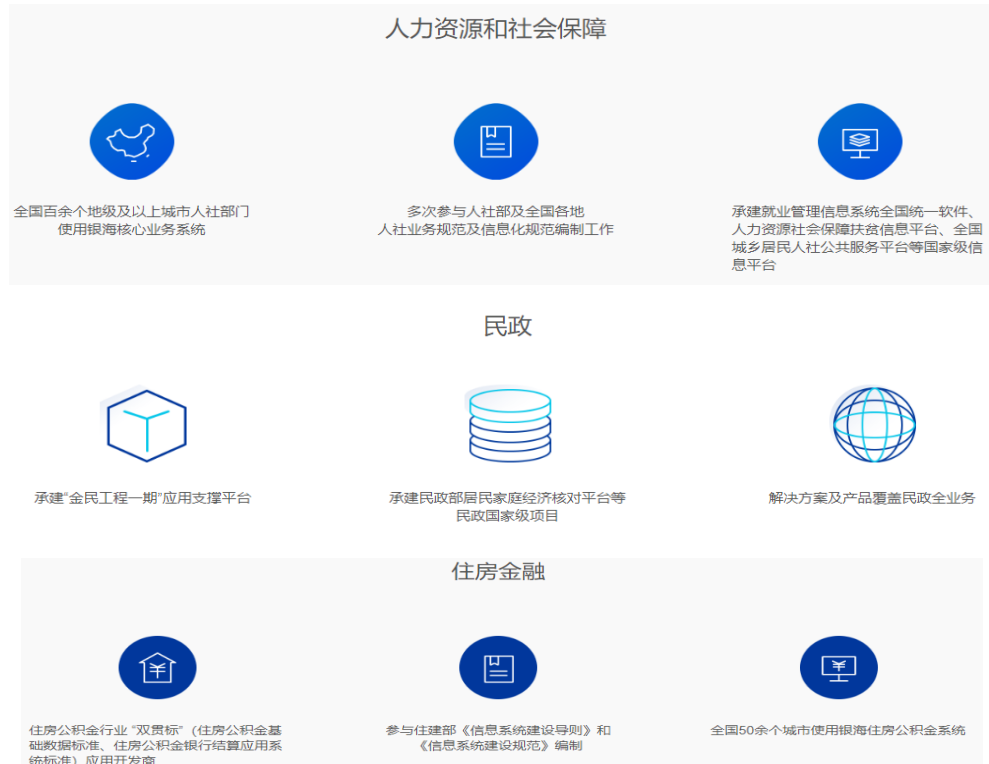 人力资源和社会保障
全国百余个地级及以上城市人社部门
使用银海核心业务系统
多次参与人社部及全国各地
人社业务规范及信息化规范编制工作
承建就业管理信息系统全国统一软件、
人力资源社会保障扶贫信息平台、全国
城乡居民人社公共服务平台等国家级信
息平台
民政
承建“金民工程一期”应用支撑平台
承建民政部居民家庭经济核对平台等
民政国家级项目
解决方案及产品覆盖民政全业务
住房金融
住房公积金行业 “双贯标”（住房公积金基
础数据标准、住房公积金银行结算应用系
统标准）应用开发商
参与住建部《信息系统建设导则》和
《信息系统建设规范》编制
全国50余个城市使用银海住房公积金系统